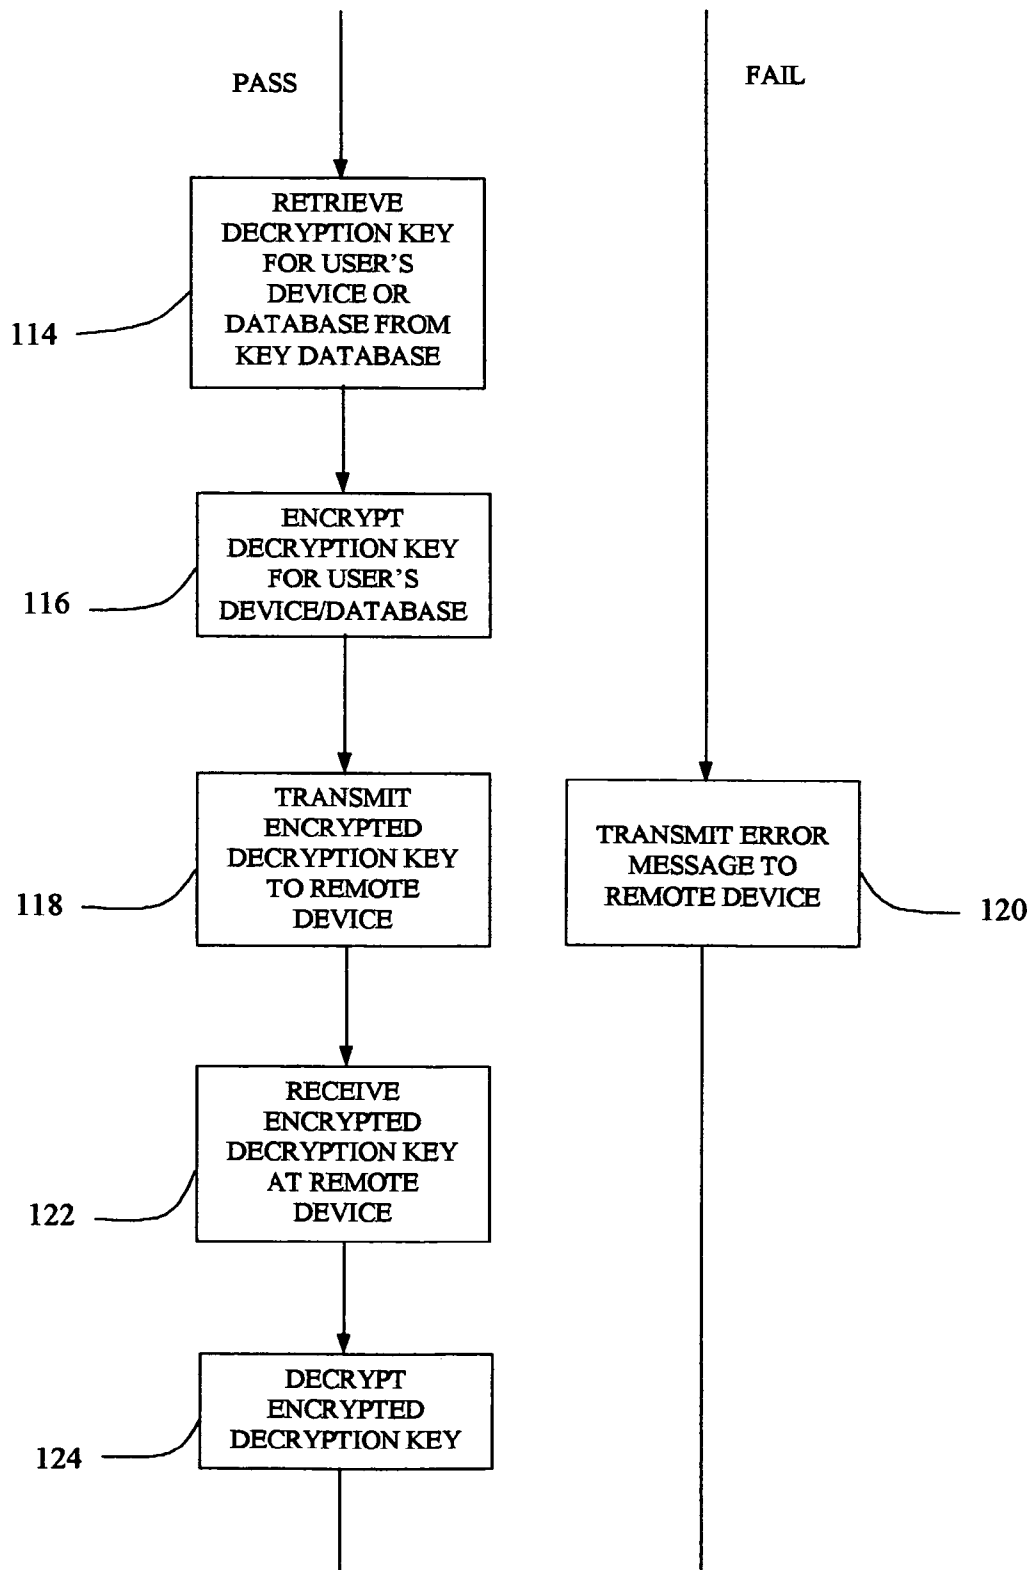 PASS
FAIL
RETRIEVE
DECRYPTION KEY
FOR USER'S
DEVICE OR
DATABASE FROM
KEY DATABASE
114
ENCRYPT
DECRYPTION KEY
FOR USER'S
DEVICE/DATABASE
116
TRANSMIT
ENCRYPTED
DECRYPTION KEY
TO REMOTE
DEVICE
118
TRANSMIT ERROR
MESSAGE TO
REMOTE DEVICE
120
RECEIVE
ENCRYPTED
DECRYPTION KEY
AT REMOTE
DEVICE
122
DECRYPT
ENCRYPTED
DECRYPTION KEY
124